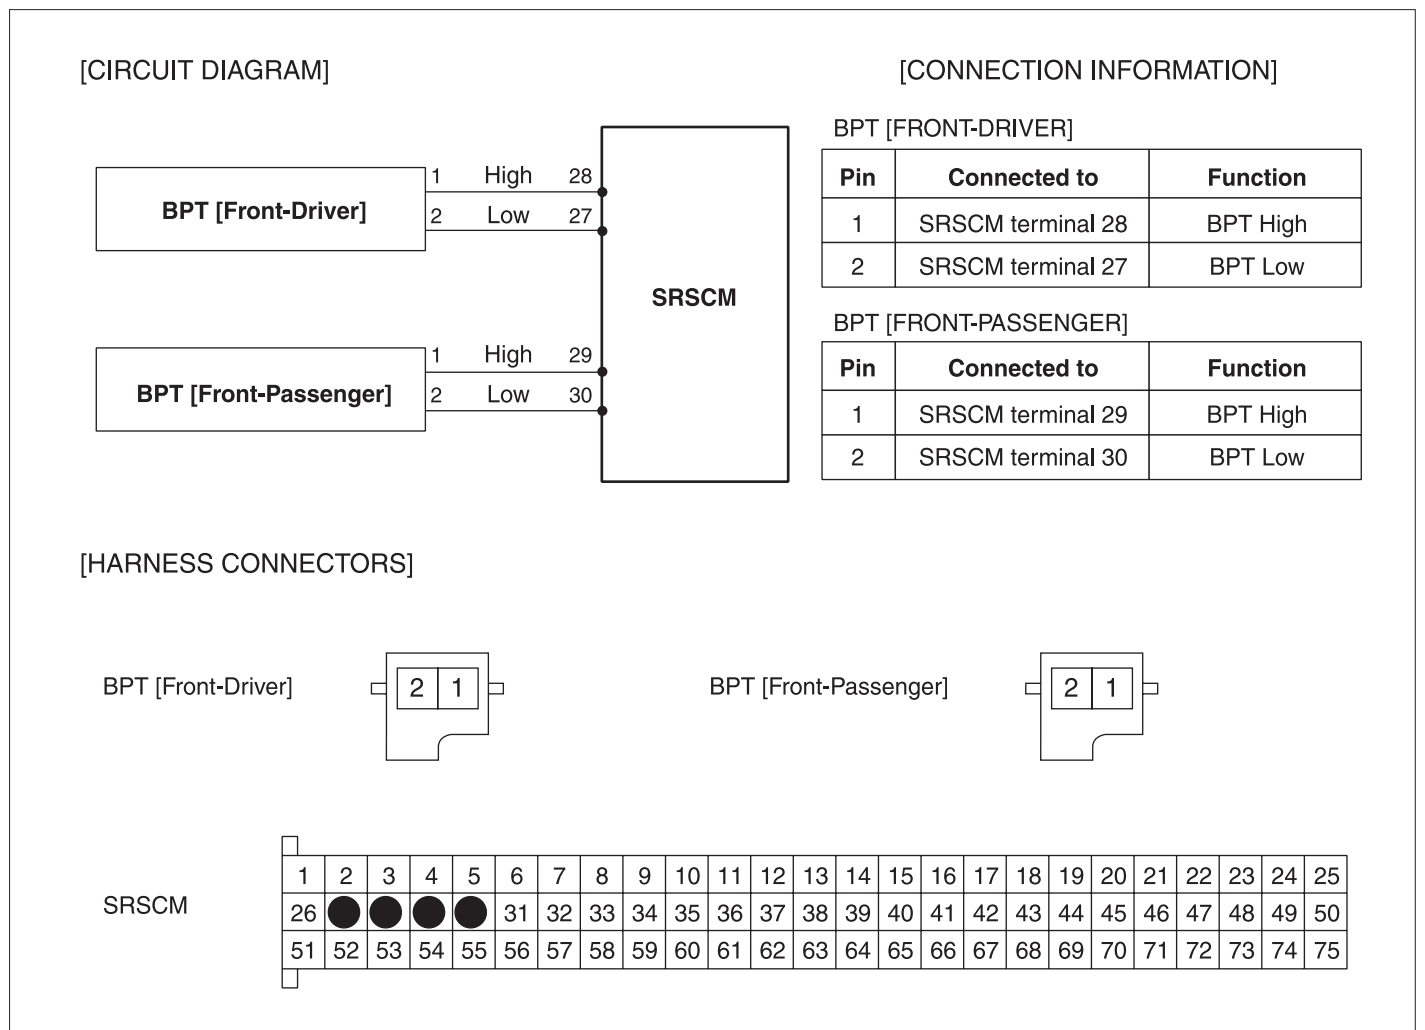 [CIRCUIT DIAGRAM]
BPT [Front-Driver]
1 High 28
2 Low 27
SRSCM
BPT [Front-Passenger]
1 High 29
2 Low 30
[CONNECTION INFORMATION]
BPT [FRONT-DRIVER]
Pin Connected to Function
1 SRSCM terminal 28 BPT High
2 SRSCM terminal 27 BPT Low
BPT [FRONT-PASSENGER]
Pin Connected to Function
1 SRSCM terminal 29 BPT High
2 SRSCM terminal 30 BPT Low
[HARNESS CONNECTORS]
BPT [Front-Driver] 2 1
BPT [Front-Passenger] 2 1
SRSCM
1 2 3 4 5 6 7 8 9 10 11 12 13 14 15 16 17 18 19 20 21 22 23 24 25
26 31 32 33 34 35 36 37 38 39 40 41 42 43 44 45 46 47 48 49 50
51 52 53 54 55 56 57 58 59 60 61 62 63 64 65 66 67 68 69 70 71 72 73 74 75